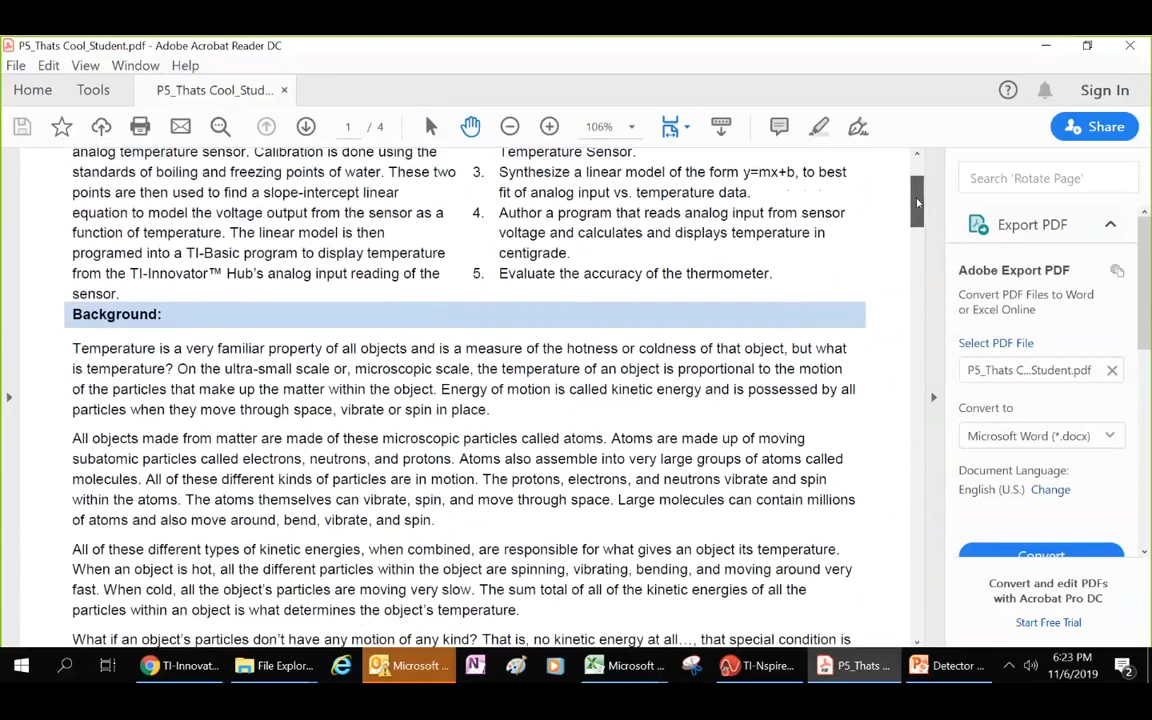 P5_Thats Cool_Student.pdf - Adobe Acrobat Reader DC
File Edit View Window Help
Home Tools P5_Thats Cool_Stud... × Sign In
1 / 4 106% Share
analog temperature sensor. Calibration is done using the
standards of boiling and freezing points of water. These two
points are then used to find a slope-intercept linear
equation to model the voltage output from the sensor as a
function of temperature. The linear model is then
programed into a TI-Basic program to display temperature
from the TI-Innovator™ Hub's analog input reading of the
sensor.
Temperature Sensor.
3. Synthesize a linear model of the form y=mx+b, to best
fit of analog input vs. temperature data.
4. Author a program that reads analog input from sensor
voltage and calculates and displays temperature in
centigrade.
5. Evaluate the accuracy of the thermometer.
Background:
Temperature is a very familiar property of all objects and is a measure of the hotness or coldness of that object, but what
is temperature? On the ultra-small scale or, microscopic scale, the temperature of an object is proportional to the motion
of the particles that make up the matter within the object. Energy of motion is called kinetic energy and is possessed by all
particles when they move through space, vibrate or spin in place.
All objects made from matter are made of these microscopic particles called atoms. Atoms are made up of moving
subatomic particles called electrons, neutrons, and protons. Atoms also assemble into very large groups of atoms called
molecules. All of these different kinds of particles are in motion. The protons, electrons, and neutrons vibrate and spin
within the atoms. The atoms themselves can vibrate, spin, and move through space. Large molecules can contain millions
of atoms and also move around, bend, vibrate, and spin.
All of these different types of kinetic energies, when combined, are responsible for what gives an object its temperature.
When an object is hot, all the different particles within the object are spinning, vibrating, bending, and moving around very
fast. When cold, all the object's particles are moving very slow. The sum total of all of the kinetic energies of all the
particles within an object is what determines the object's temperature.
What if an object's particles don't have any motion of any kind? That is, no kinetic energy at all…, that special condition is
Search 'Rotate Page'
Export PDF
Adobe Export PDF
Convert PDF Files to Word
or Excel Online
Select PDF File
P5_Thats C...Student.pdf
Convert to
Microsoft Word (*.docx)
Document Language:
English (U.S.) Change
Convert
Convert and edit PDFs
with Acrobat Pro DC
Start Free Trial
TI-Innovat... File Explor... Microsoft ... Microsoft ... TI-Nspire... P5_Thats ... Detector ... 6:23 PM
11/6/2019
2